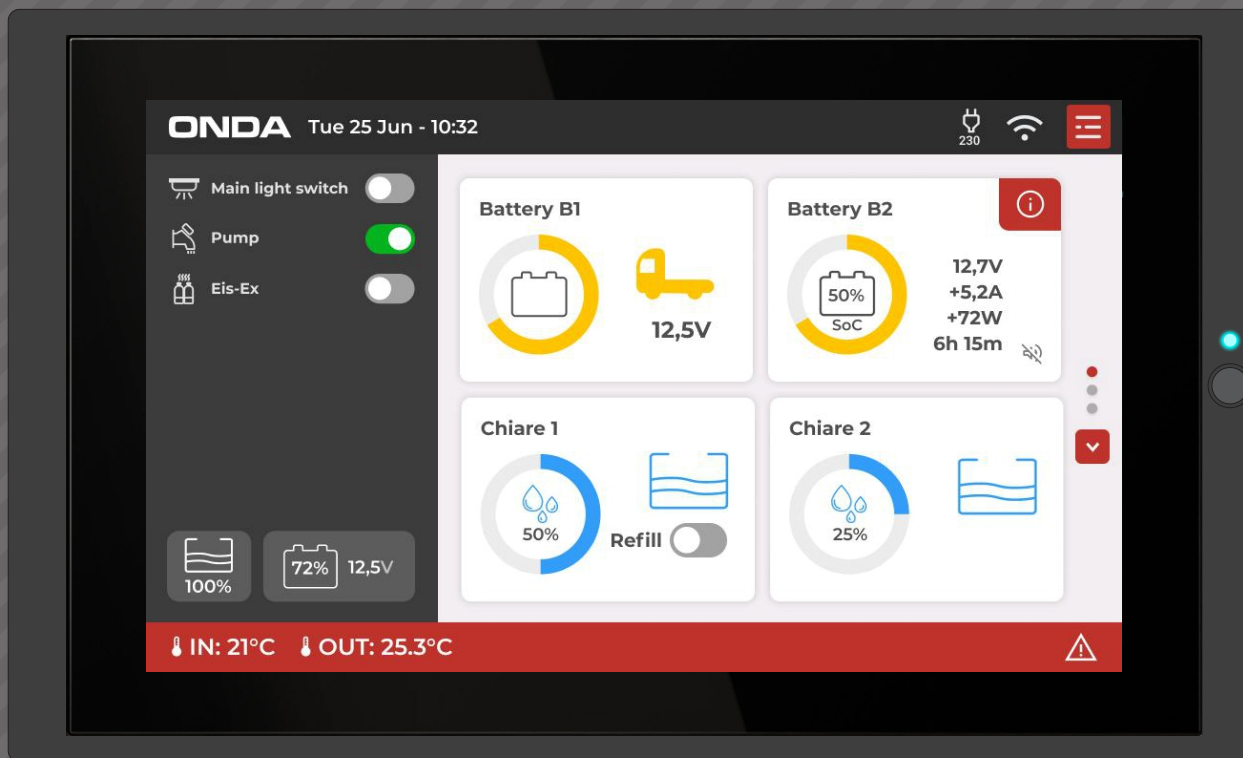 ONDA Tue 25 Jun - 10:32
230
Main light switch
Pump
Eis-Ex
100%
72% 12,5V
Battery B1
12,5V
Battery B2
50%
SoC
12,7V
+5,2A
+72W
6h 15m
Chiare 1
50%
Refill
Chiare 2
25%
IN: 21°C OUT: 25.3°C